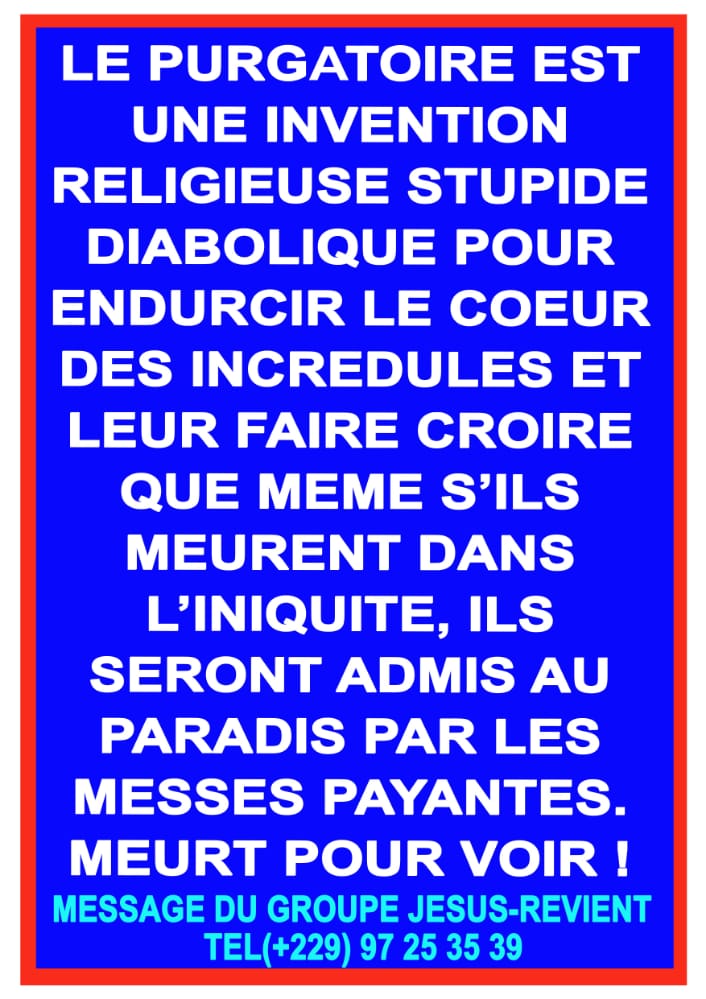 LE PURGATOIRE EST
UNE INVENTION
RELIGIEUSE STUPIDE
DIABOLIQUE POUR
ENDURCIR LE COEUR
DES INCREDULES ET
LEUR FAIRE CROIRE
QUE MEME S’ILS
MEURENT DANS
L’INIQUITE, ILS
SERONT ADMIS AU
PARADIS PAR LES
MESSES PAYANTES.
MEURT POUR VOIR !
MESSAGE DU GROUPE JESUS-REVIENT
TEL(+229) 97 25 35 39